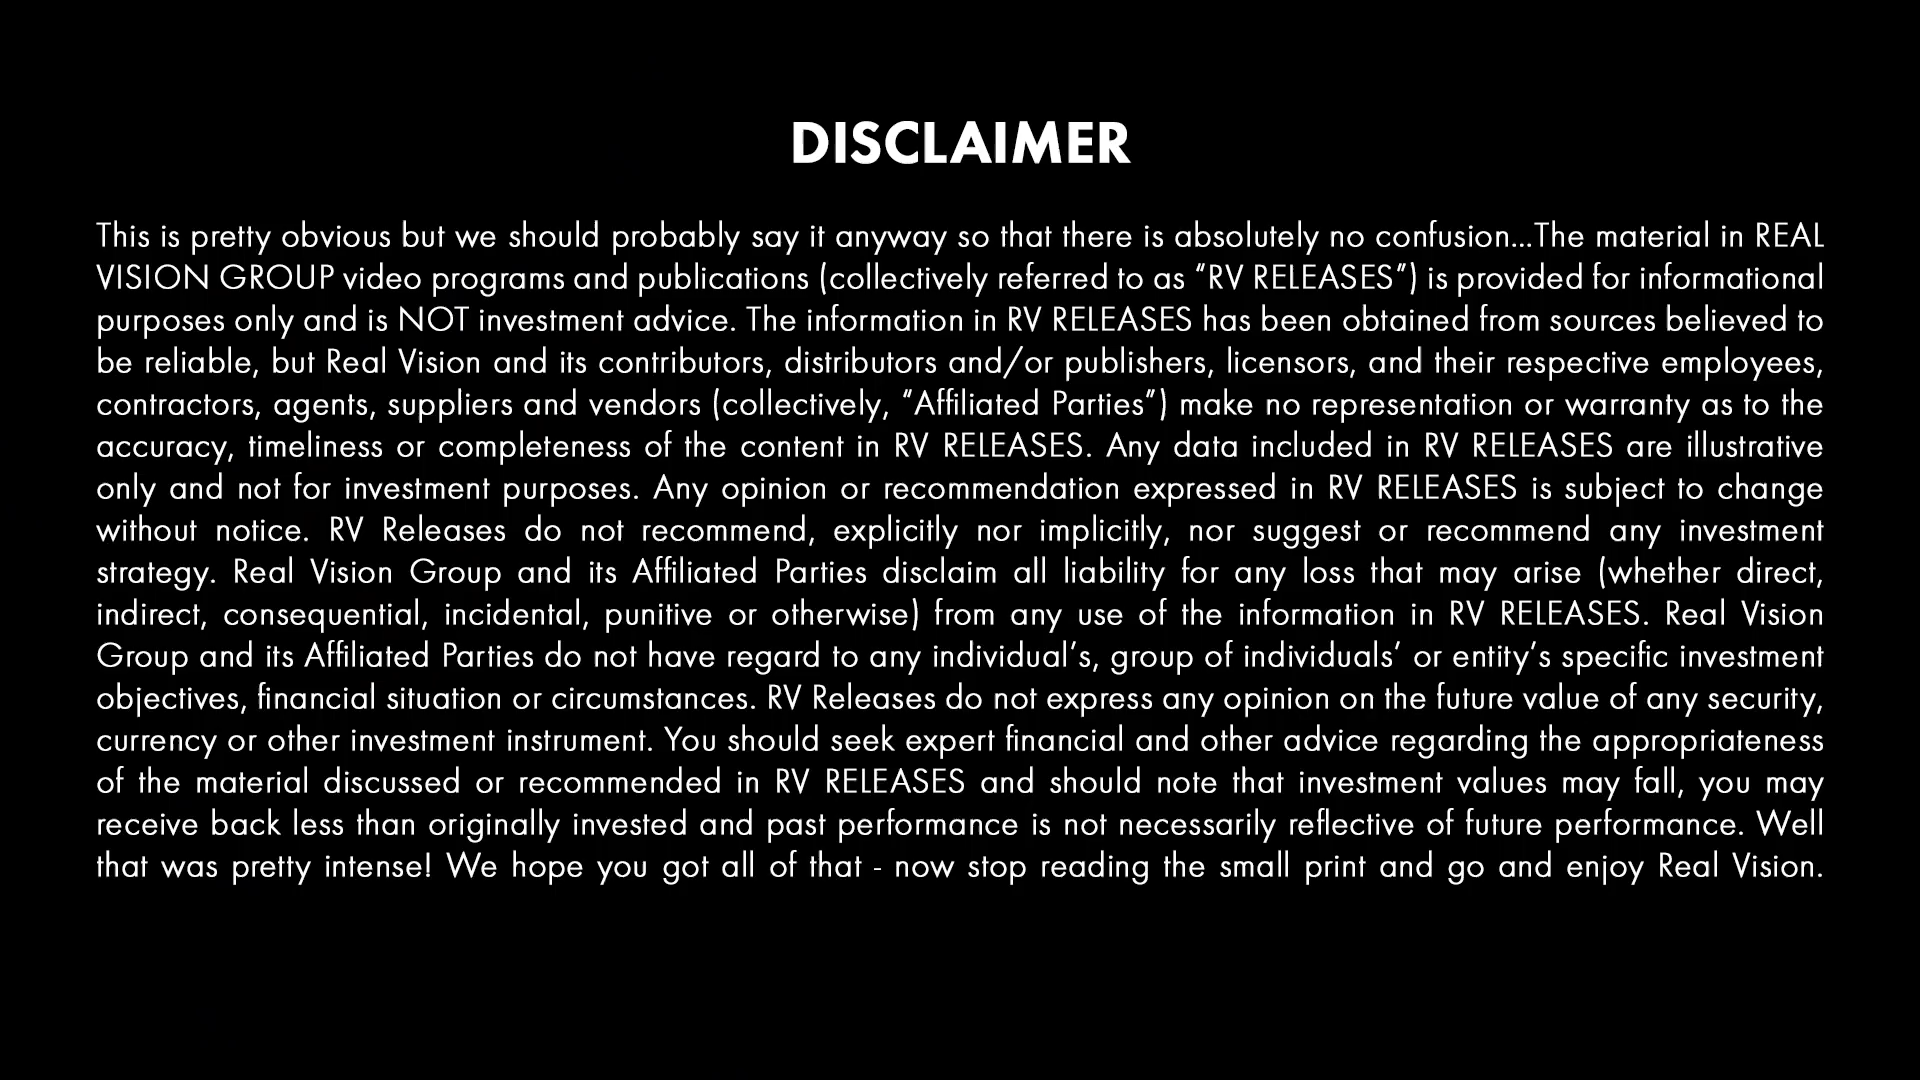 DISCLAIMER
This is pretty obvious but we should probably say it anyway so that there is absolutely no confusion...The material in REAL
VISION GROUP video programs and publications (collectively referred to as “RV RELEASES”) is provided for informational
purposes only and is NOT investment advice. The information in RV RELEASES has been obtained from sources believed to
be reliable, but Real Vision and its contributors, distributors and/or publishers, licensors, and their respective employees,
contractors, agents, suppliers and vendors (collectively, “Affiliated Parties”) make no representation or warranty as to the
accuracy, timeliness or completeness of the content in RV RELEASES. Any data included in RV RELEASES are illustrative
only and not for investment purposes. Any opinion or recommendation expressed in RV RELEASES is subject to change
without notice. RV Releases do not recommend, explicitly nor implicitly, nor suggest or recommend any investment
strategy. Real Vision Group and its Affiliated Parties disclaim all liability for any loss that may arise (whether direct,
indirect, consequential, incidental, punitive or otherwise) from any use of the information in RV RELEASES. Real Vision
Group and its Affiliated Parties do not have regard to any individual’s, group of individuals’ or entity’s specific investment
objectives, financial situation or circumstances. RV Releases do not express any opinion on the future value of any security,
currency or other investment instrument. You should seek expert financial and other advice regarding the appropriateness
of the material discussed or recommended in RV RELEASES and should note that investment values may fall, you may
receive back less than originally invested and past performance is not necessarily reflective of future performance. Well
that was pretty intense! We hope you got all of that - now stop reading the small print and go and enjoy Real Vision.